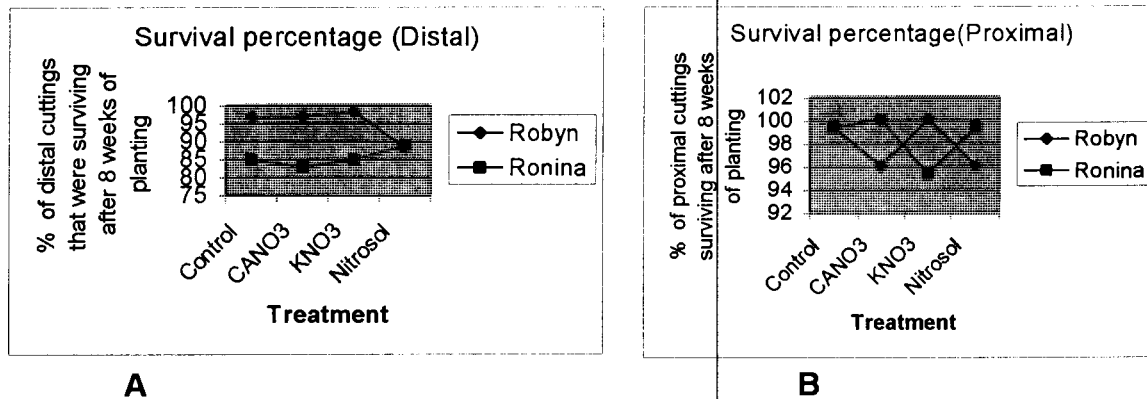 Survival percentage (Distal)
% of distal cuttings
that were surviving
after 8 weeks of
planting
100
95
90
85
80
75
Control
CANO3
KNO3
Nitrosol
Treatment
Robyn
Ronina
A
Survival percentage(Proximal)
% of proximal cuttings
surviving after 8 weeks
of planting
102
100
98
96
94
92
Control
CANO3
KNO3
Nitrosol
Treatment
Robyn
Ronina
B